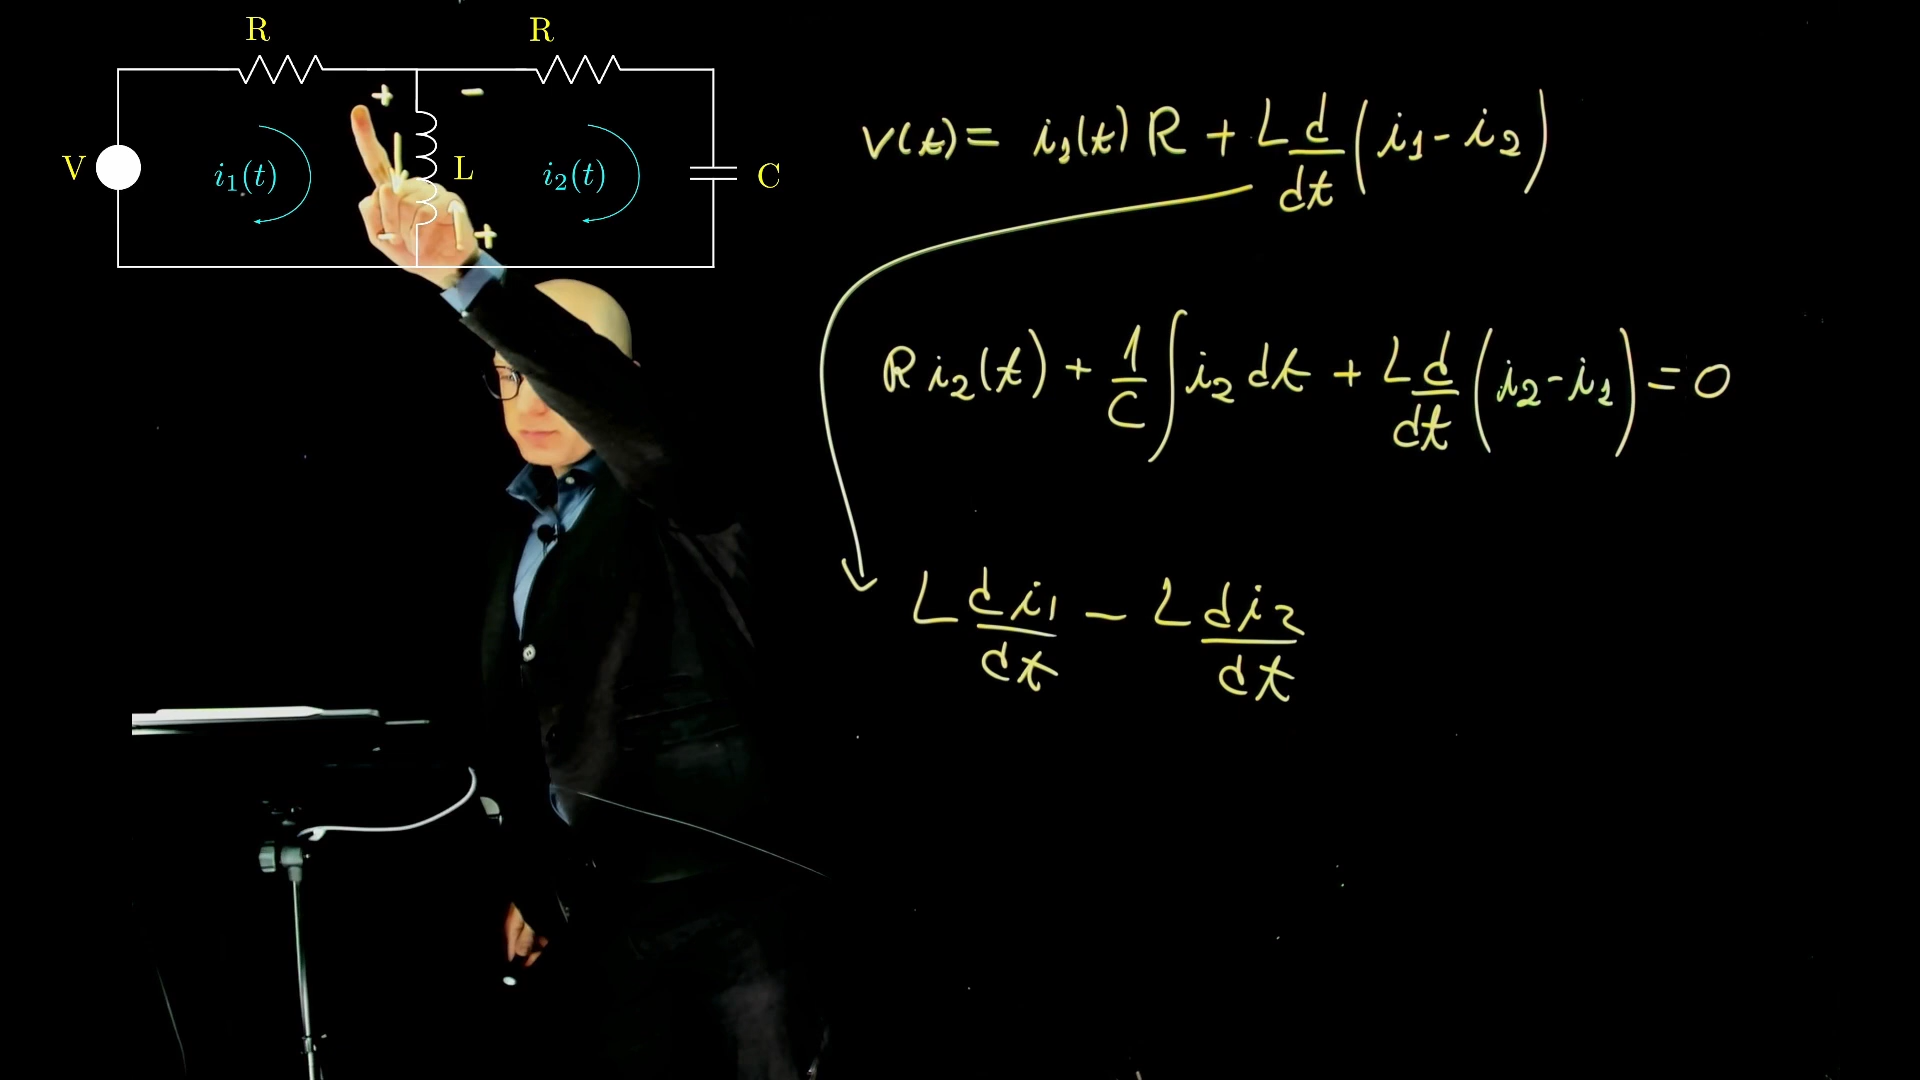 R R
+ -
V i₁(t) L i₂(t) C
- +
v(t) = i₁(t) R + L d/dt (i₁ - i₂)
R i₂(t) + 1/C ∫ i₂ dt + L d/dt (i₂ - i₁) = 0
L di₁/dt - L di₂/dt